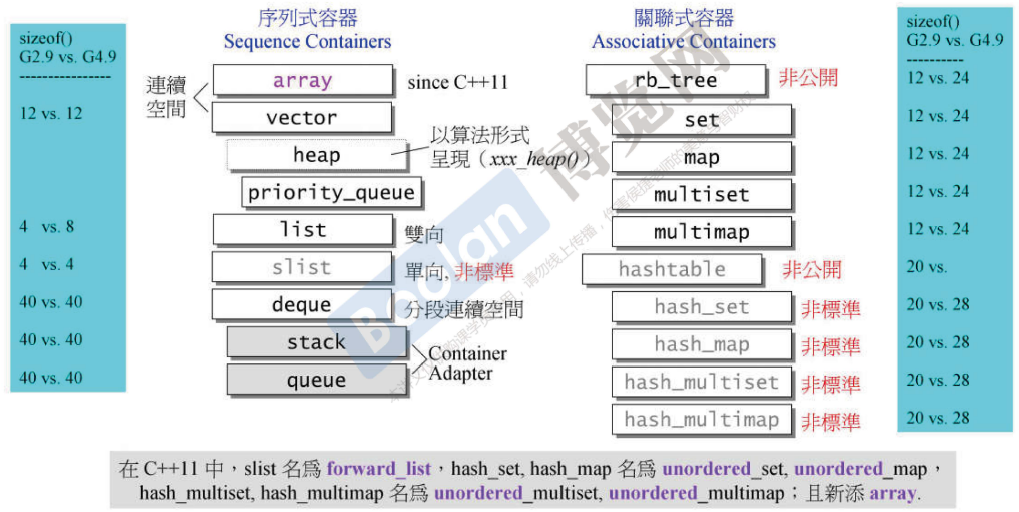 序列式容器
Sequence Containers
關聯式容器
Associative Containers
sizeof()
G2.9 vs. G4.9
----------------
12 vs. 12
4 vs. 8
4 vs. 4
40 vs. 40
40 vs. 40
40 vs. 40
連續
空間
array
since C++11
vector
heap
以算法形式
呈現（xxx_heap()）
priority_queue
list
雙向
slist
單向, 非標準
deque
分段連續空間
stack
queue
Container
Adapter
rb_tree
非公開
set
map
multiset
multimap
hashtable
非公開
hash_set
非標準
hash_map
非標準
hash_multiset
非標準
hash_multimap
非標準
sizeof()
G2.9 vs. G4.9
----------
12 vs. 24
12 vs. 24
12 vs. 24
12 vs. 24
12 vs. 24
20 vs.
20 vs. 28
20 vs. 28
20 vs. 28
20 vs. 28
Boolan
博览网
在 C++11 中，slist 名爲 forward_list，hash_set, hash_map 名爲 unordered_set, unordered_map，
hash_multiset, hash_multimap 名爲 unordered_multiset, unordered_multimap；且新添 array.